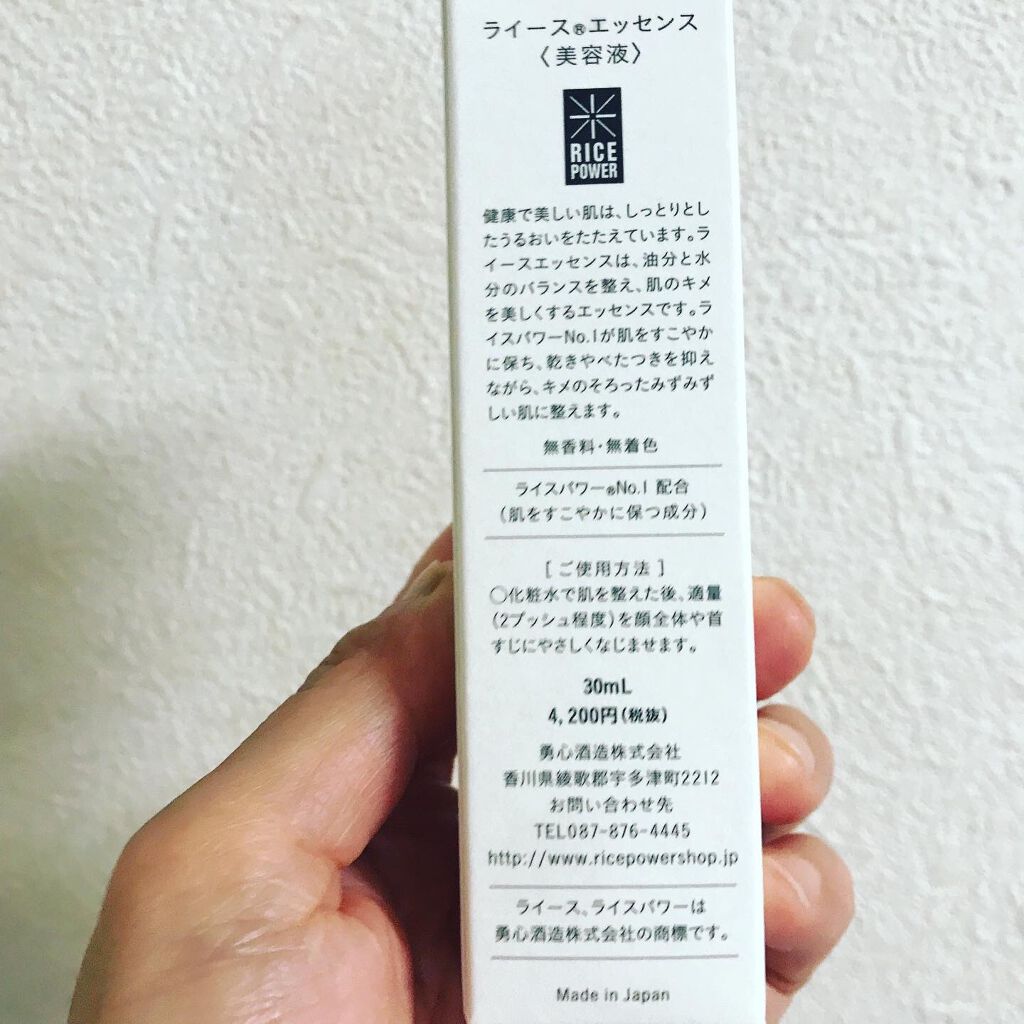 ライース®エッセンス
〈美容液〉
RICE
POWER
健康で美しい肌は、しっとりとし
たうるおいをたたえています。ラ
イースエッセンスは、油分と水
分のバランスを整え、肌のキメ
を美しくするエッセンスです。ラ
イスパワーNo.1が肌をすこやか
に保ち、乾きやべたつきを抑え
ながら、キメのそろったみずみず
しい肌に整えます。
無香料・無着色
ライスパワー®No.1 配合
(肌をすこやかに保つ成分)
[ご使用方法]
○化粧水で肌を整えた後、適量
(2プッシュ程度)を顔全体や首
すじにやさしくなじませます。
30mL
4,200円(税抜)
勇心酒造株式会社
香川県綾歌郡宇多津町2212
お問い合わせ先
TEL087-876-4445
http://www.ricepowershop.jp
ライース、ライスパワーは
勇心酒造株式会社の商標です。
Made in Japan